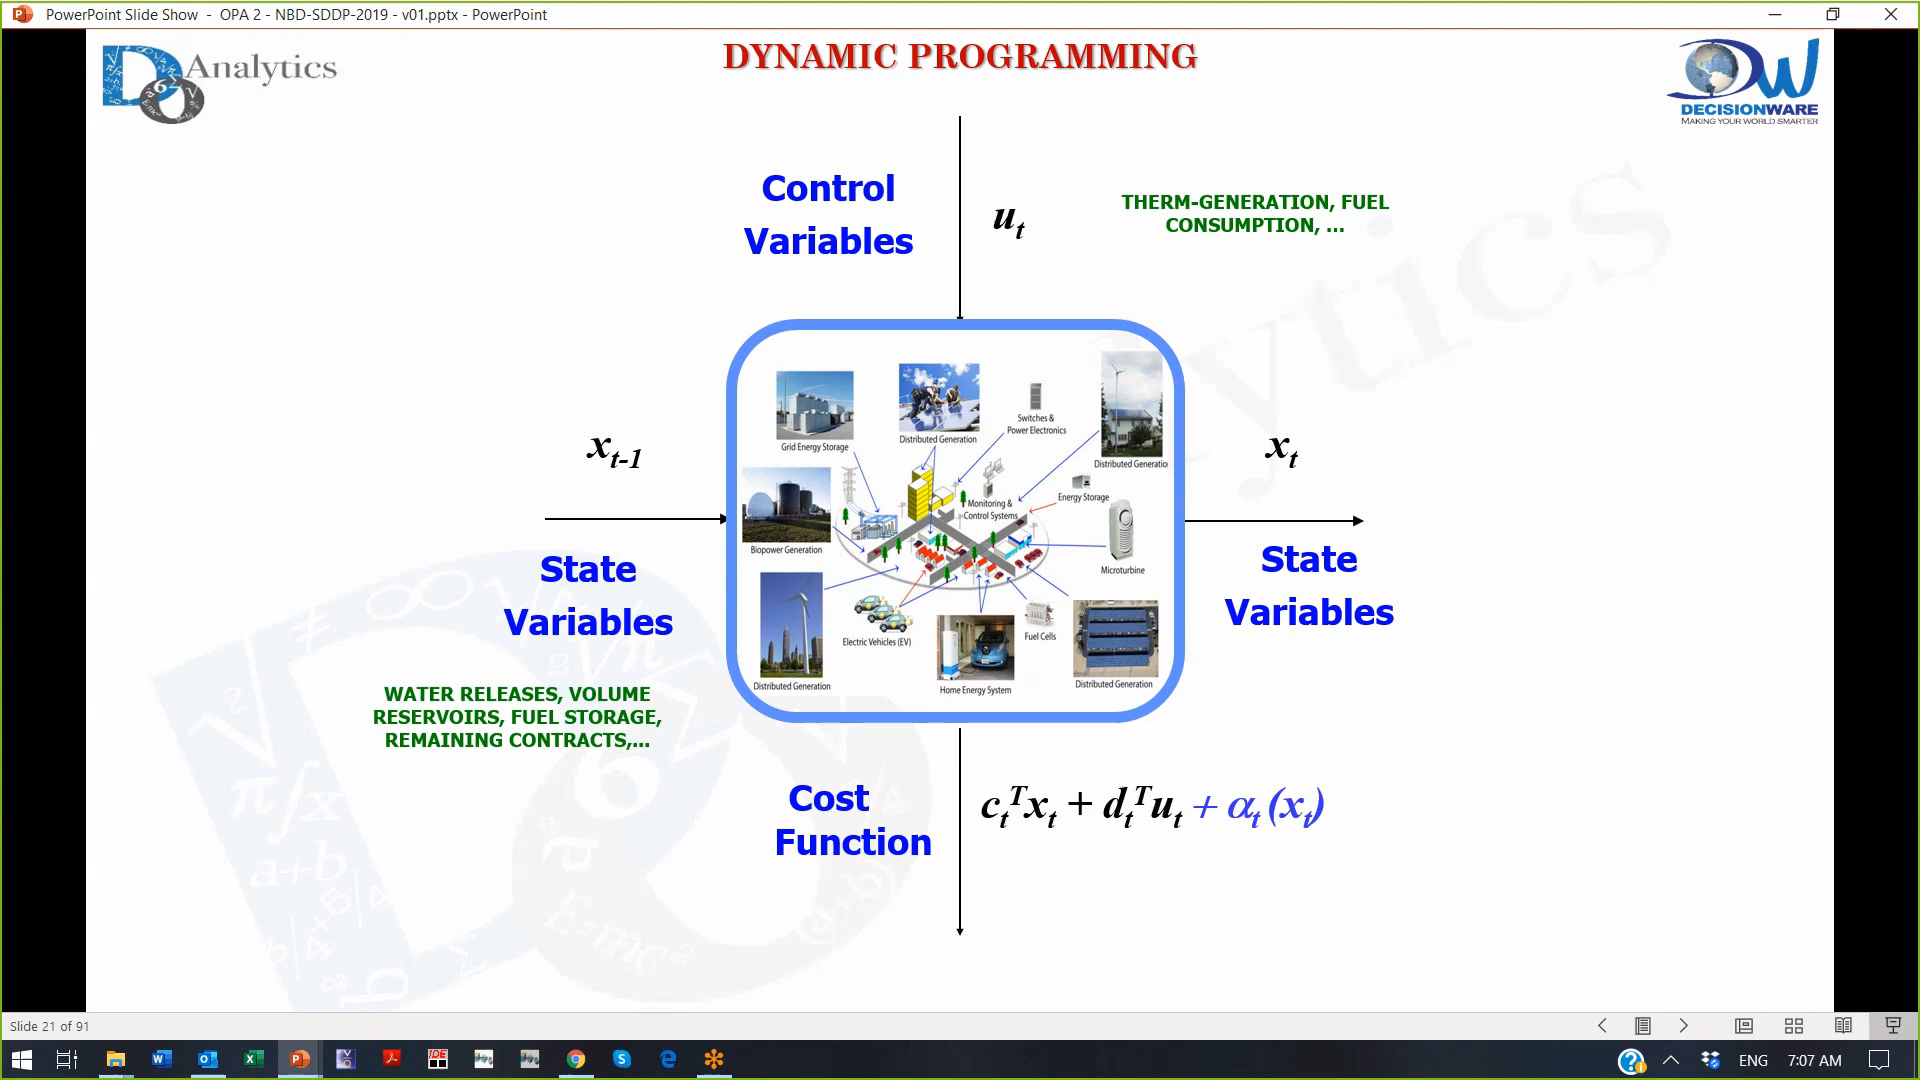 PowerPoint Slide Show - OPA 2 - NBD-SDDP-2019 - v01.pptx - PowerPoint
Analytics
DYNAMIC PROGRAMMING
DW
DECISIONWARE
MAKING YOUR WORLD SMARTER
Control
Variables
u_t
THERM-GENERATION, FUEL
CONSUMPTION, ...
x_{t-1}
State
Variables
WATER RELEASES, VOLUME
RESERVOIRS, FUEL STORAGE,
REMAINING CONTRACTS,...
Grid Energy Storage
Distributed Generation
Switches &
Power Electronics
Distributed Generation
Biopower Generation
Monitoring &
Control Systems
Energy Storage
Microturbine
Distributed Generation
Electric Vehicles (EV)
Home Energy System
Fuel Cells
Distributed Generation
x_t
State
Variables
Cost
Function
c_t^T x_t + d_t^T u_t + α_t(x_t)
Slide 21 of 91
ENG
7:07 AM